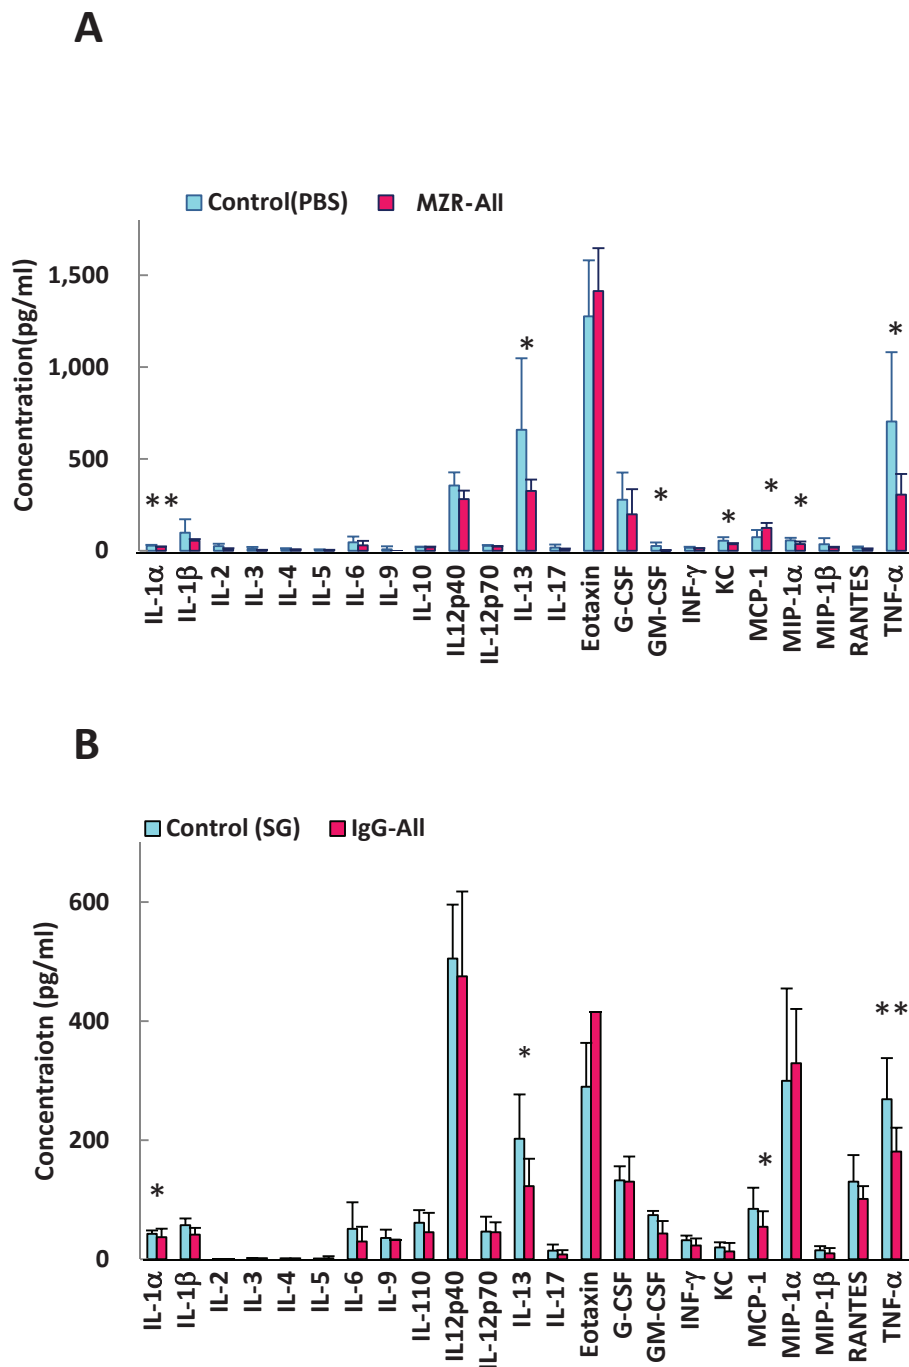 A
Control(PBS) MZR-All
Concentration(pg/ml)
1,500
1,000
500
0
* *
*
*
*
*
*
*
IL-1α IL-1β IL-2 IL-3 IL-4 IL-5 IL-6 IL-9 IL-10 IL12p40 IL-12p70 IL-13 IL-17 Eotaxin G-CSF GM-CSF INF-γ KC MCP-1 MIP-1α MIP-1β RANTES TNF-α
B
Control (SG) IgG-All
Concentraiotn (pg/ml)
600
400
200
0
*
*
*
**
IL-1α IL-1β IL-2 IL-3 IL-4 IL-5 IL-6 IL-9 IL-110 IL12p40 IL-12p70 IL-13 IL-17 Eotaxin G-CSF GM-CSF INF-γ KC MCP-1 MIP-1α MIP-1β RANTES TNF-α